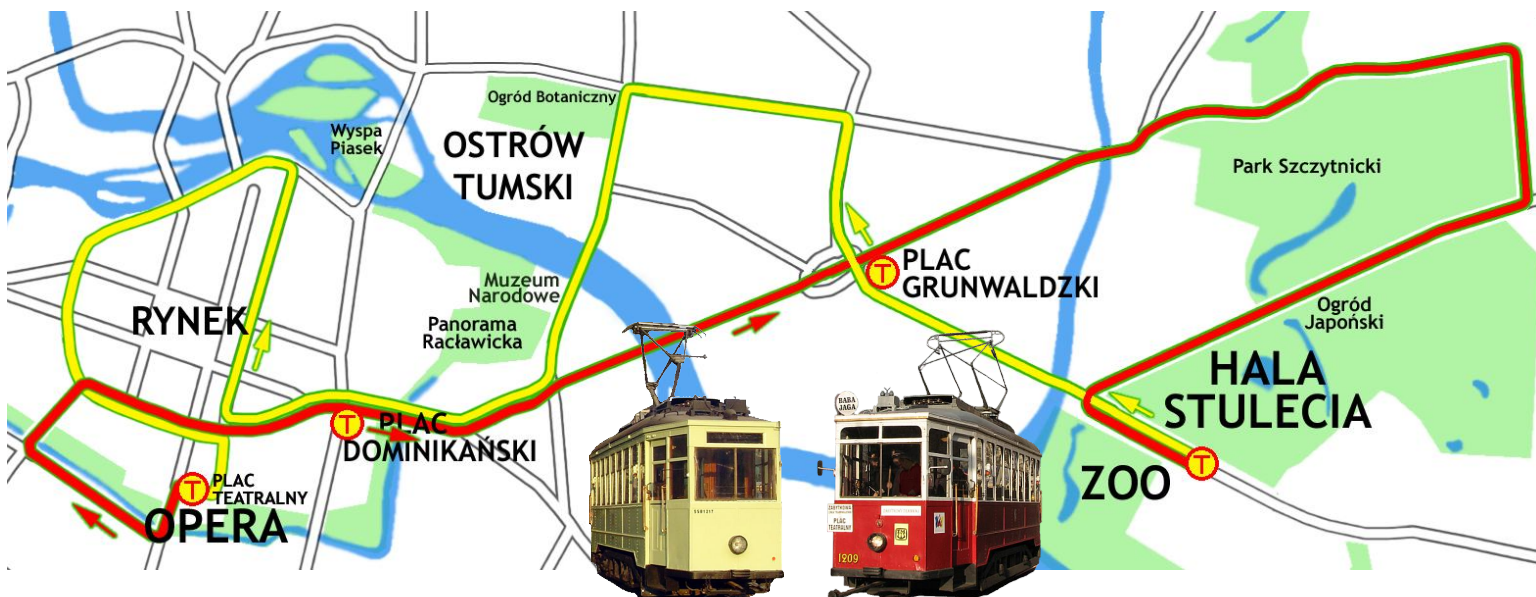 Ogród Botaniczny
Wyspa
Piasek
OSTRÓW
TUMSKI
Park Szczytnicki
PLAC
GRUNWALDZKI
T
Muzeum
Narodowe
RYNEK
Panorama
Racławicka
Ogród
Japoński
HALA
STULECIA
T
PLAC
DOMINIKAŃSKI
T
ZOO
T
PLAC
TEATRALNY
T
OPERA
BABA
JAGA
PLAC
TEATRALNY
1209